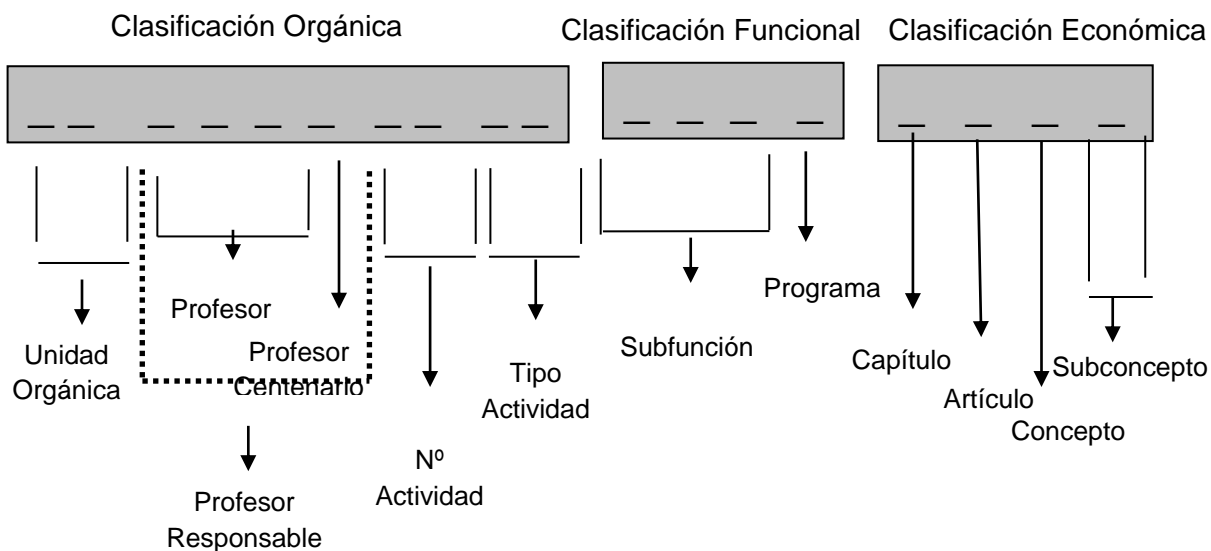 Clasificación Orgánica
Clasificación Funcional
Clasificación Económica
Profesor
Programa
Unidad
Orgánica
Profesor
Centenario
Tipo
Actividad
Subfunción
Capítulo
Subconcepto
Artículo
Concepto
Nº
Actividad
Profesor
Responsable